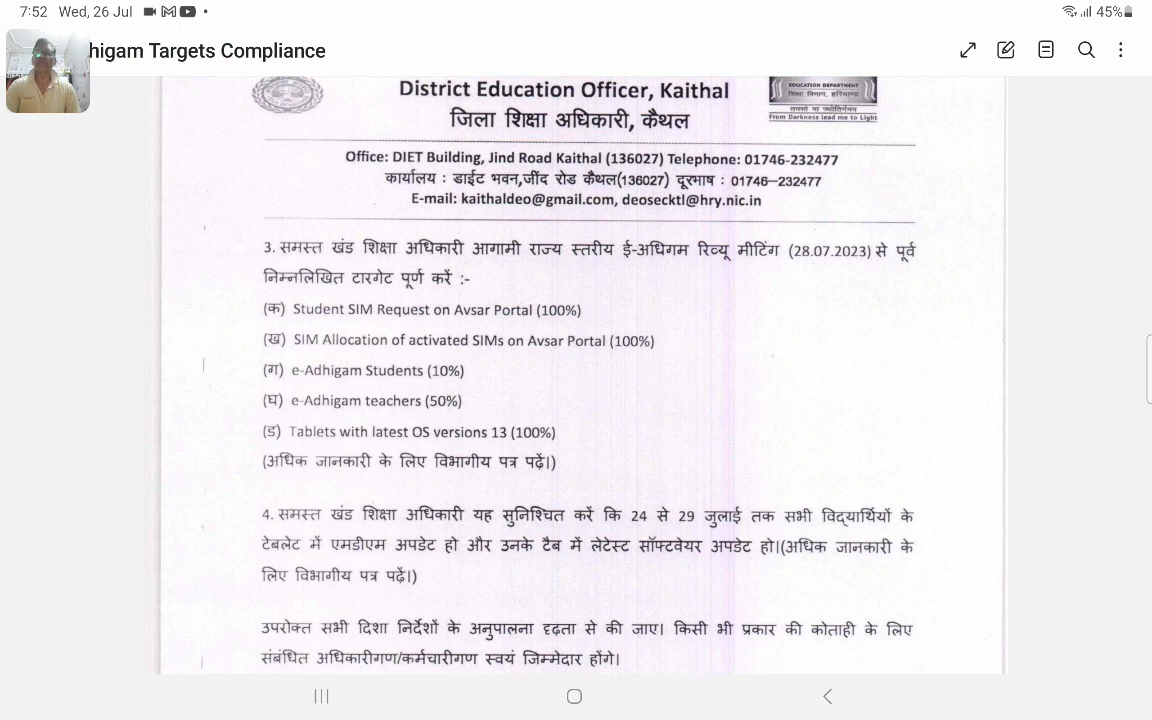 7:52 Wed, 26 Jul
45%
higam Targets Compliance
District Education Officer, Kaithal
जिला शिक्षा अधिकारी, कैथल
EDUCATION DEPARTMENT
शिक्षा विभाग, हरियाणा
तमसो मा ज्योतिर्गमय
From Darkness lead me to Light
Office: DIET Building, Jind Road Kaithal (136027) Telephone: 01746-232477
कार्यालय : डाईट भवन,जींद रोड कैथल(136027) दूरभाष : 01746–232477
E-mail: kaithaldeo@gmail.com, deosecktl@hry.nic.in
3. समस्त खंड शिक्षा अधिकारी आगामी राज्य स्तरीय ई-अधिगम रिव्यू मीटिंग (28.07.2023) से पूर्व
निम्नलिखित टारगेट पूर्ण करें :-
(क) Student SIM Request on Avsar Portal (100%)
(ख) SIM Allocation of activated SIMs on Avsar Portal (100%)
(ग) e-Adhigam Students (10%)
(घ) e-Adhigam teachers (50%)
(ड) Tablets with latest OS versions 13 (100%)
(अधिक जानकारी के लिए विभागीय पत्र पढ़ें।)
4. समस्त खंड शिक्षा अधिकारी यह सुनिश्चित करें कि 24 से 29 जुलाई तक सभी विद्यार्थियों के
टेबलेट में एमडीएम अपडेट हो और उनके टैब में लेटेस्ट सॉफ्टवेयर अपडेट हो।(अधिक जानकारी के
लिए विभागीय पत्र पढ़ें।)
उपरोक्त सभी दिशा निर्देशों के अनुपालना दृढ़ता से की जाए। किसी भी प्रकार की कोताही के लिए
संबंधित अधिकारीगण/कर्मचारीगण स्वयं जिम्मेदार होंगे।